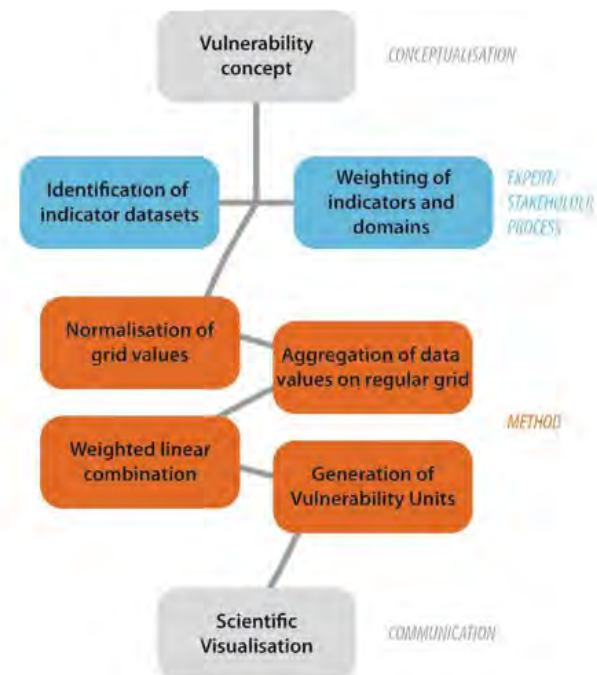 Vulnerability
concept
CONCEPTUALISATION
Identification of
indicator datasets
Weighting of
indicators and
domains
EXPERT/
STAKEHOLDER
PROCESS
Normalisation of
grid values
Aggregation of data
values on regular grid
METHOD
Weighted linear
combination
Generation of
Vulnerability Units
Scientific
Visualisation
COMMUNICATION